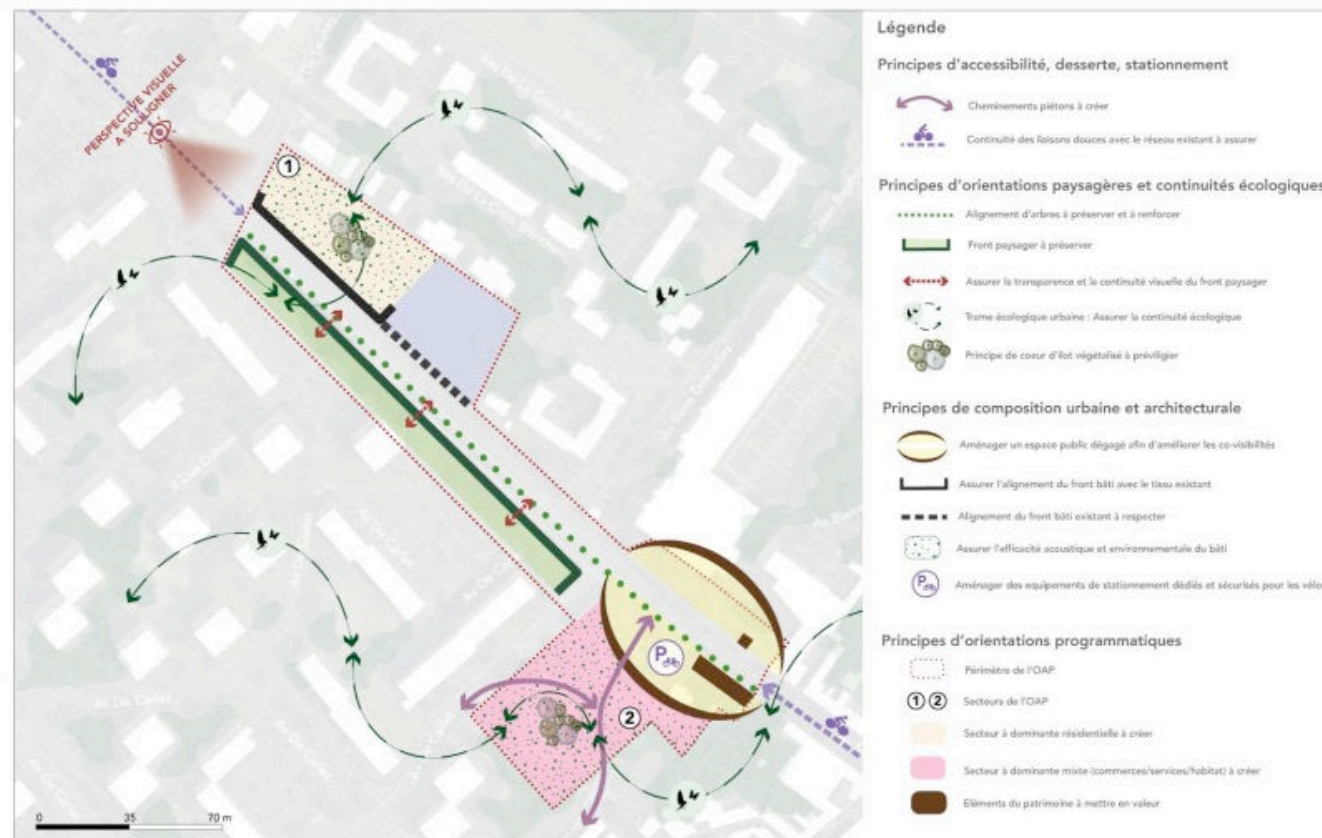 PERSPECTIVE VISUELLE
A SOULIGNER
1
2
P
0 35 70 m
Légende
Principes d'accessibilité, desserte, stationnement
Cheminements piétons à créer
Continuité des liaisons douces avec le réseau existant à assurer
Principes d'orientations paysagères et continuités écologiques
Alignement d'arbres à préserver et à renforcer
Front paysager à préserver
Assurer la transparence et la continuité visuelle du front paysager
Trame écologique urbaine : Assurer la continuité écologique
Principe de coeur d'îlot végétalisé à préviligier
Principes de composition urbaine et architecturale
Aménager un espace public dégagé afin d'améliorer les co-visibilités
Assurer l'alignement du front bâti avec le tissu existant
Alignement du front bâti existant à respecter
Assurer l'efficacité acoustique et environnementale du bâti
P
Aménager des equipements de stationnement dédiés et sécurisés pour les vélo
Principes d'orientations programmatiques
Périmètre de l'OAP
1 2
Secteurs de l'OAP
Secteur à dominante résidentielle à créer
Secteur à dominante mixte (commerces/services/habitat) à créer
Eléments du patrimoine à mettre en valeur